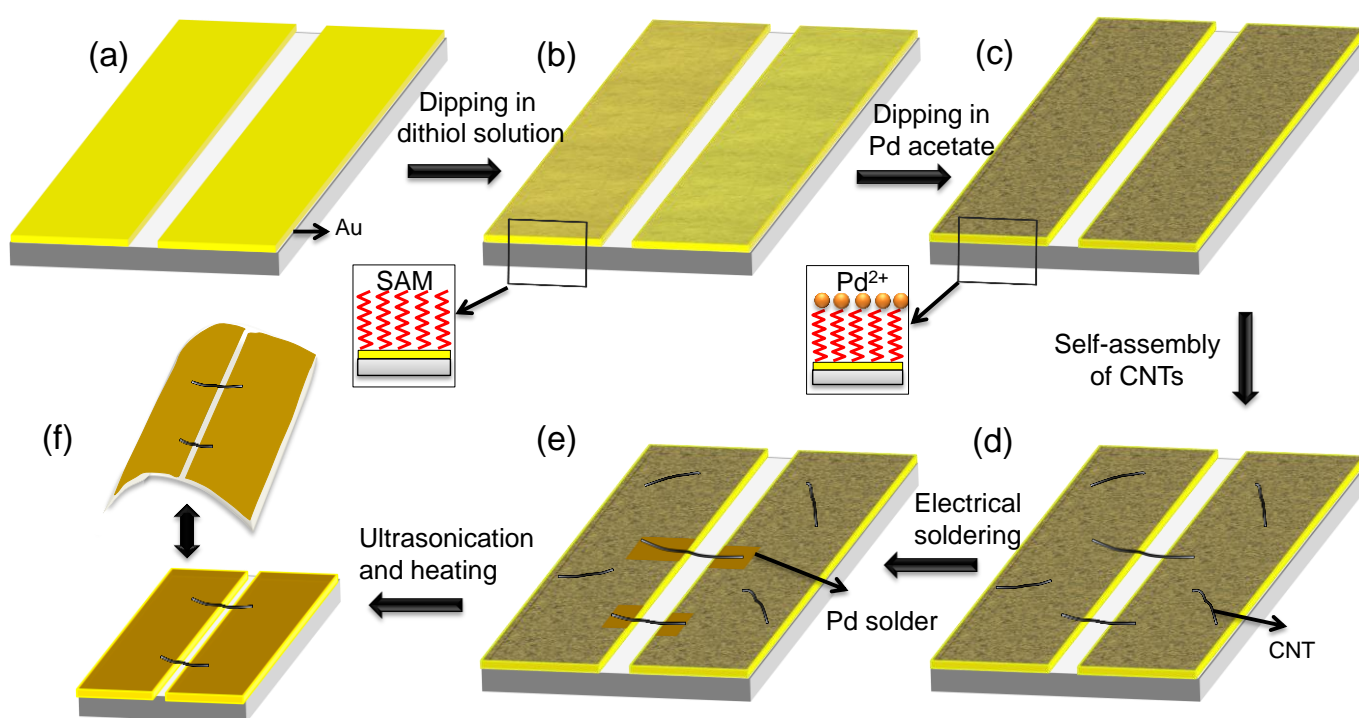 (a)
Au
Dipping in
dithiol solution
(b)
SAM
Dipping in
Pd acetate
(c)
Pd2+
Self-assembly
of CNTs
(d)
CNT
Electrical
soldering
(e)
Pd solder
Ultrasonication
and heating
(f)